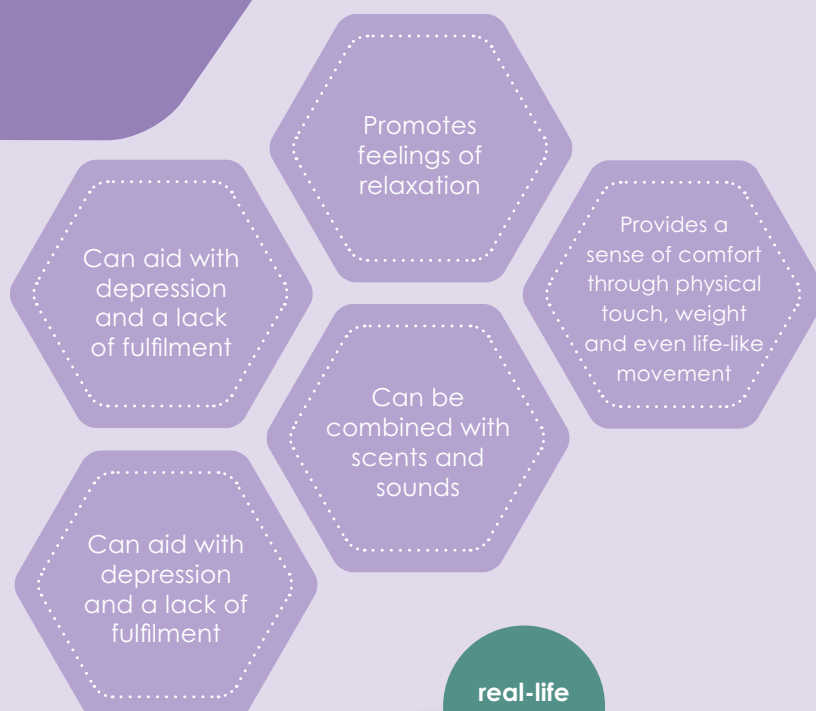 Promotes
feelings of
relaxation
Can aid with
depression
and a lack
of fulfilment
Provides a
sense of comfort
through physical
touch, weight
and even life-like
movement
Can be
combined with
scents and
sounds
Can aid with
depression
and a lack of
fulfilment
real-life